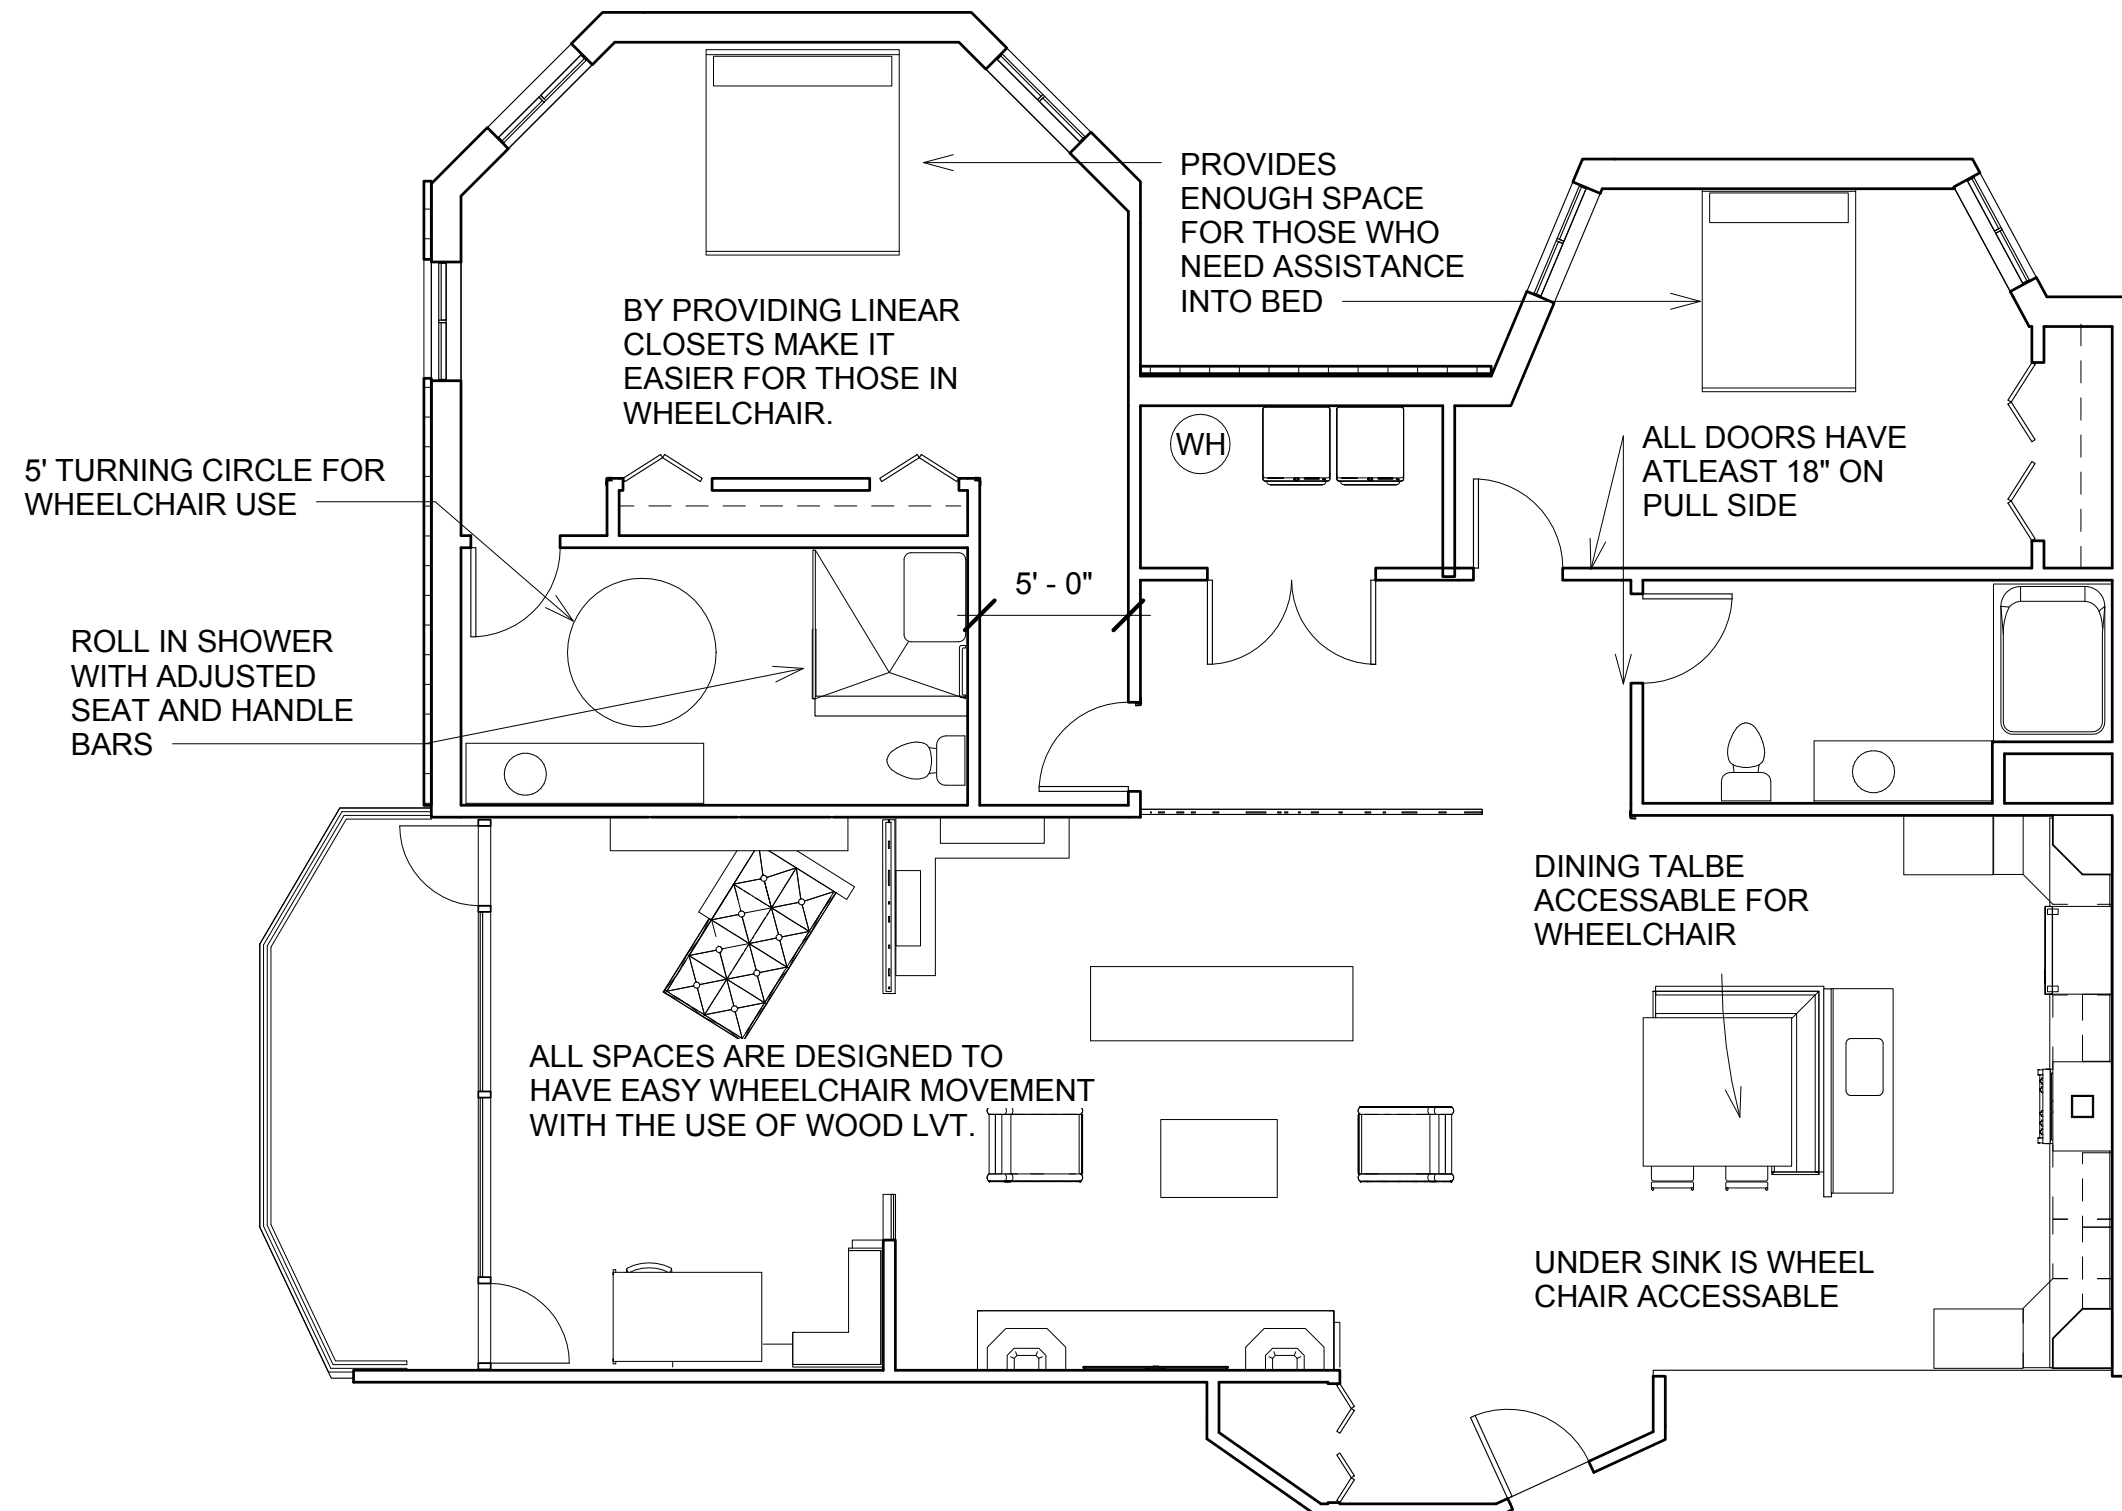 PROVIDES
ENOUGH SPACE
FOR THOSE WHO
NEED ASSISTANCE
INTO BED
BY PROVIDING LINEAR
CLOSETS MAKE IT
EASIER FOR THOSE IN
WHEELCHAIR.
WH
ALL DOORS HAVE
ATLEAST 18" ON
PULL SIDE
5' TURNING CIRCLE FOR
WHEELCHAIR USE
5' - 0"
ROLL IN SHOWER
WITH ADJUSTED
SEAT AND HANDLE
BARS
DINING TALBE
ACCESSABLE FOR
WHEELCHAIR
ALL SPACES ARE DESIGNED TO
HAVE EASY WHEELCHAIR MOVEMENT
WITH THE USE OF WOOD LVT.
UNDER SINK IS WHEEL
CHAIR ACCESSABLE